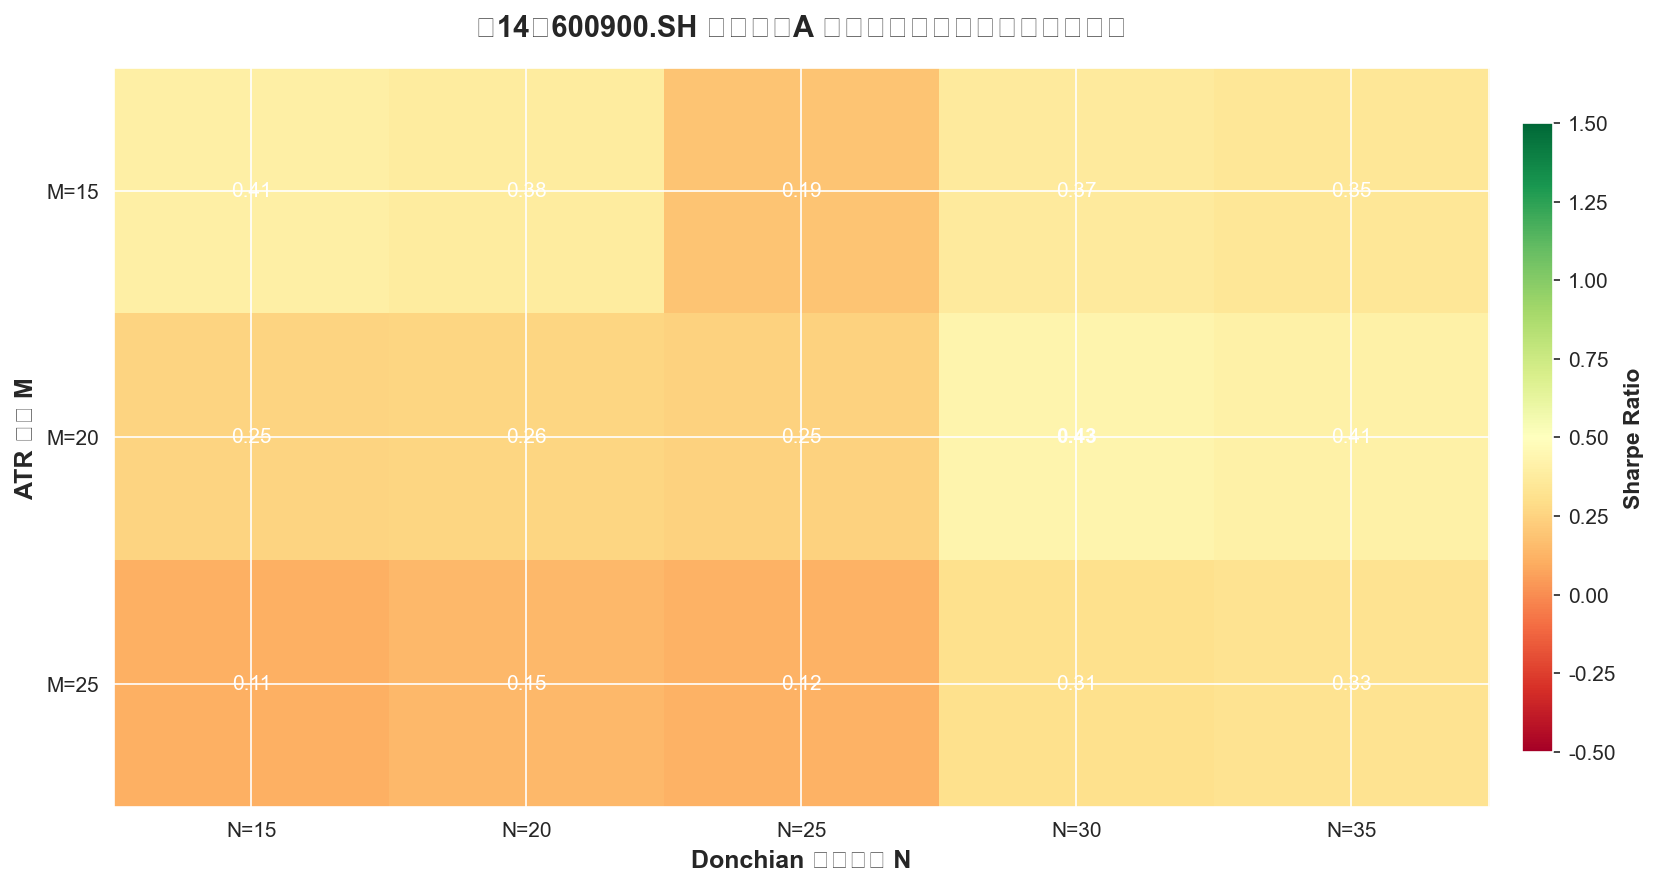 □14□600900.SH □□□□A □□□□□□□□□□□□□□
M=15
0.41 0.38 0.19 0.37 0.35
M=20
0.25 0.26 0.25 0.43 0.41
M=25
0.11 0.15 0.12 0.31 0.33
N=15 N=20 N=25 N=30 N=35
Donchian □□□□ N
ATR □□ M
1.50
1.25
1.00
0.75
0.50
0.25
0.00
-0.25
-0.50
Sharpe Ratio